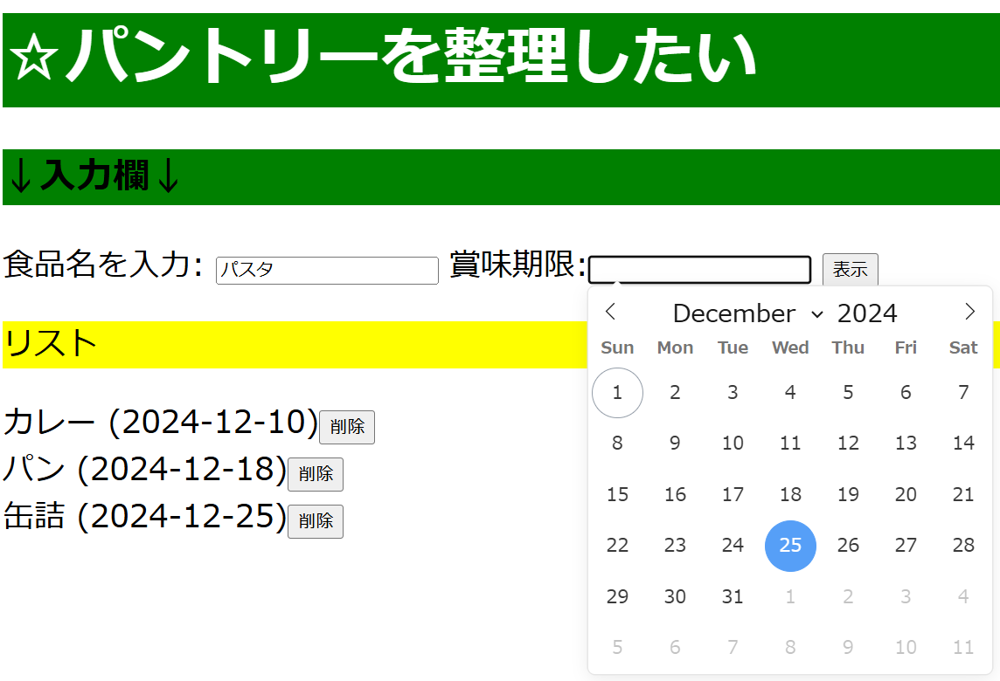 ☆パントリーを整理したい
↓入力欄↓
食品名を入力: パスタ 賞味期限: 表示
リスト
カレー (2024-12-10) 削除
パン (2024-12-18) 削除
缶詰 (2024-12-25) 削除
December 2024
Sun Mon Tue Wed Thu Fri Sat
1 2 3 4 5 6 7
8 9 10 11 12 13 14
15 16 17 18 19 20 21
22 23 24 25 26 27 28
29 30 31 1 2 3 4
5 6 7 8 9 10 11